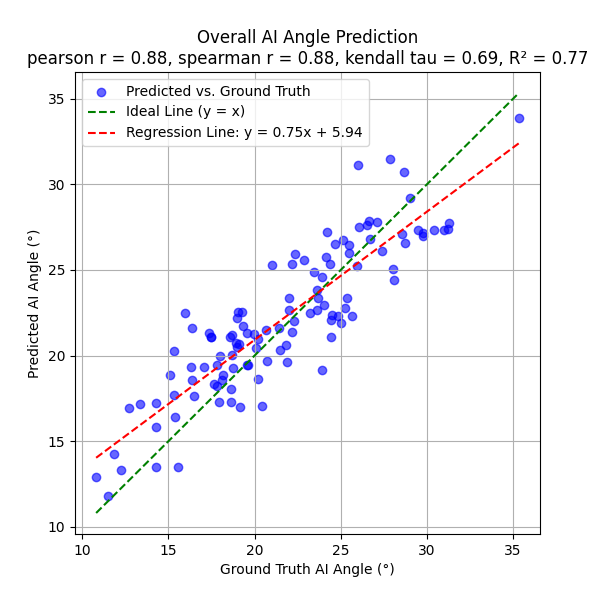 Overall AI Angle Prediction
pearson r = 0.88, spearman r = 0.88, kendall tau = 0.69, R² = 0.77
Predicted vs. Ground Truth
Ideal Line (y = x)
Regression Line: y = 0.75x + 5.94
Predicted AI Angle (°)
35
30
25
20
15
10
10 15 20 25 30 35
Ground Truth AI Angle (°)